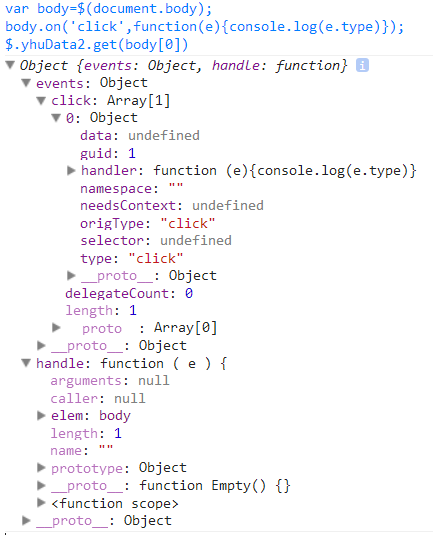 var body=$(document.body);
body.on('click',function(e){console.log(e.type)});
$.yhuData2.get(body[0])
Object {events: Object, handle: function}
events: Object
click: Array[1]
0: Object
data: undefined
guid: 1
handler: function (e){console.log(e.type)}
namespace: ""
needsContext: undefined
origType: "click"
selector: undefined
type: "click"
__proto__: Object
delegateCount: 0
length: 1
__proto__: Array[0]
__proto__: Object
handle: function ( e ) {
arguments: null
caller: null
elem: body
length: 1
name: ""
prototype: Object
__proto__: function Empty() {}
<function scope>
__proto__: Object